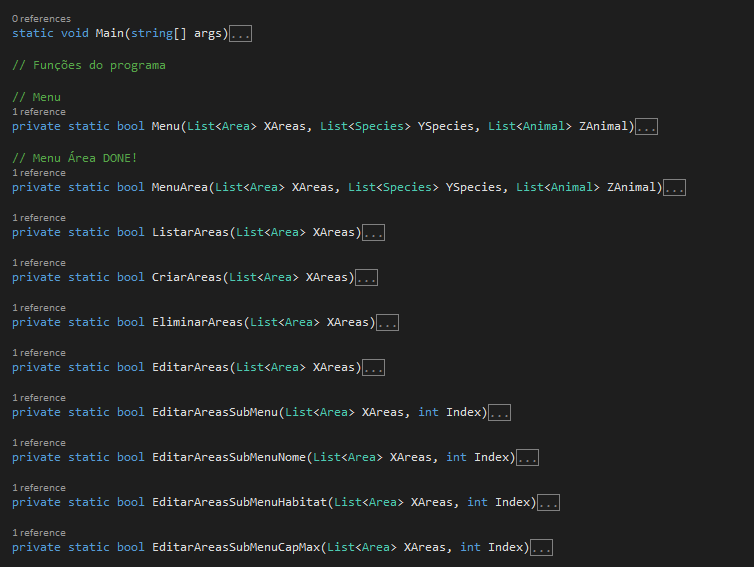 0 references
static void Main(string[] args)...
// Funções do programa
// Menu
1 reference
private static bool Menu(List<Area> XAreas, List<Species> YSpecies, List<Animal> ZAnimal)...
// Menu Área DONE!
1 reference
private static bool MenuArea(List<Area> XAreas, List<Species> YSpecies, List<Animal> ZAnimal)...
1 reference
private static bool ListarAreas(List<Area> XAreas)...
1 reference
private static bool CriarAreas(List<Area> XAreas)...
1 reference
private static bool EliminarAreas(List<Area> XAreas)...
1 reference
private static bool EditarAreas(List<Area> XAreas)...
1 reference
private static bool EditarAreasSubMenu(List<Area> XAreas, int Index)...
1 reference
private static bool EditarAreasSubMenuNome(List<Area> XAreas, int Index)...
1 reference
private static bool EditarAreasSubMenuHabitat(List<Area> XAreas, int Index)...
1 reference
private static bool EditarAreasSubMenuCapMax(List<Area> XAreas, int Index)...